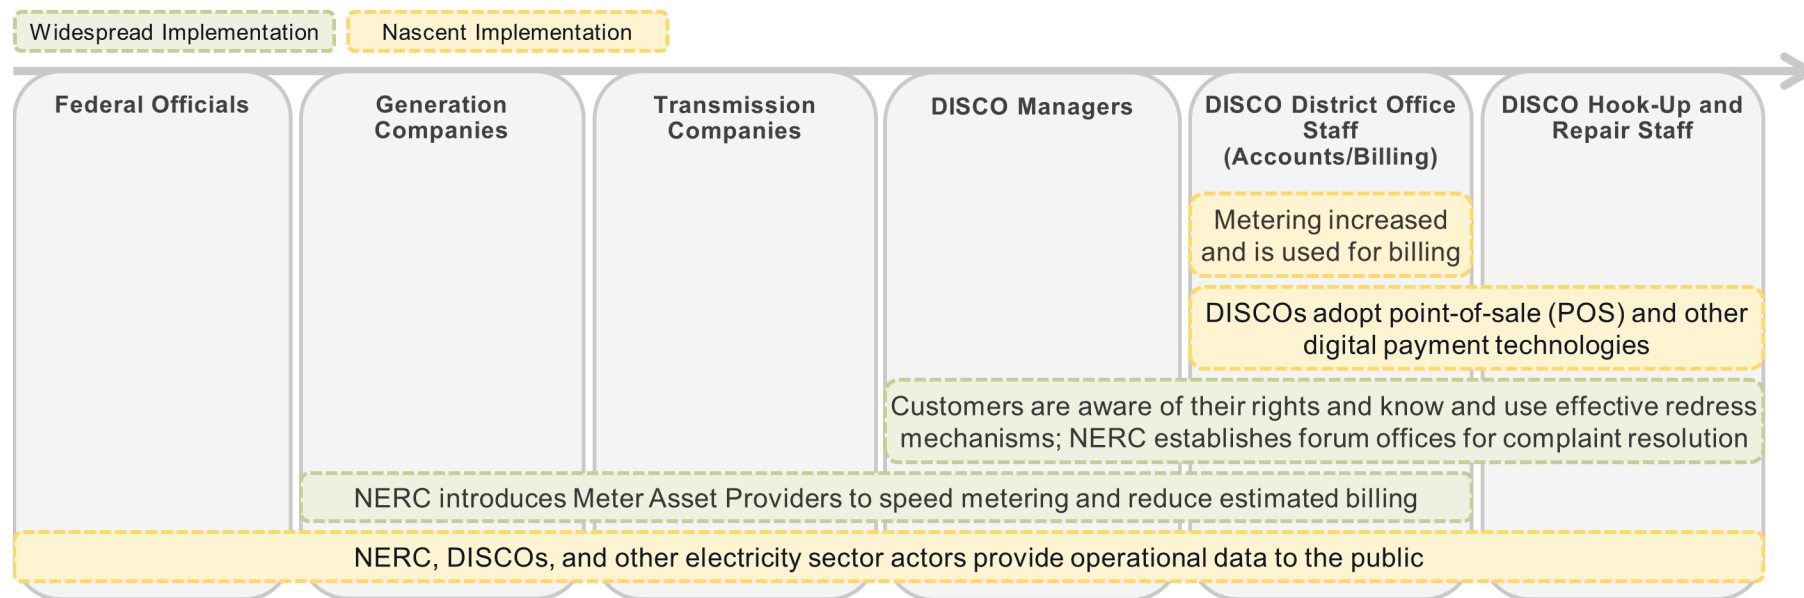 Widespread Implementation
Nascent Implementation
Federal Officials
Generation
Companies
Transmission
Companies
DISCO Managers
DISCO District Office
Staff
(Accounts/Billing)
DISCO Hook-Up and
Repair Staff
Metering increased
and is used for billing
DISCOs adopt point-of-sale (POS) and other
digital payment technologies
Customers are aware of their rights and know and use effective redress
mechanisms; NERC establishes forum offices for complaint resolution
NERC introduces Meter Asset Providers to speed metering and reduce estimated billing
NERC, DISCOs, and other electricity sector actors provide operational data to the public